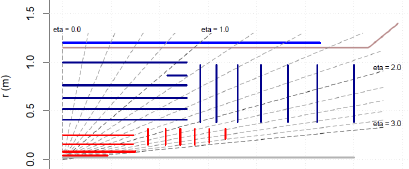 1.5
eta = 0.0
eta = 1.0
1.0
eta = 2.0
r (m)
0.5
eta = 3.0
0.0